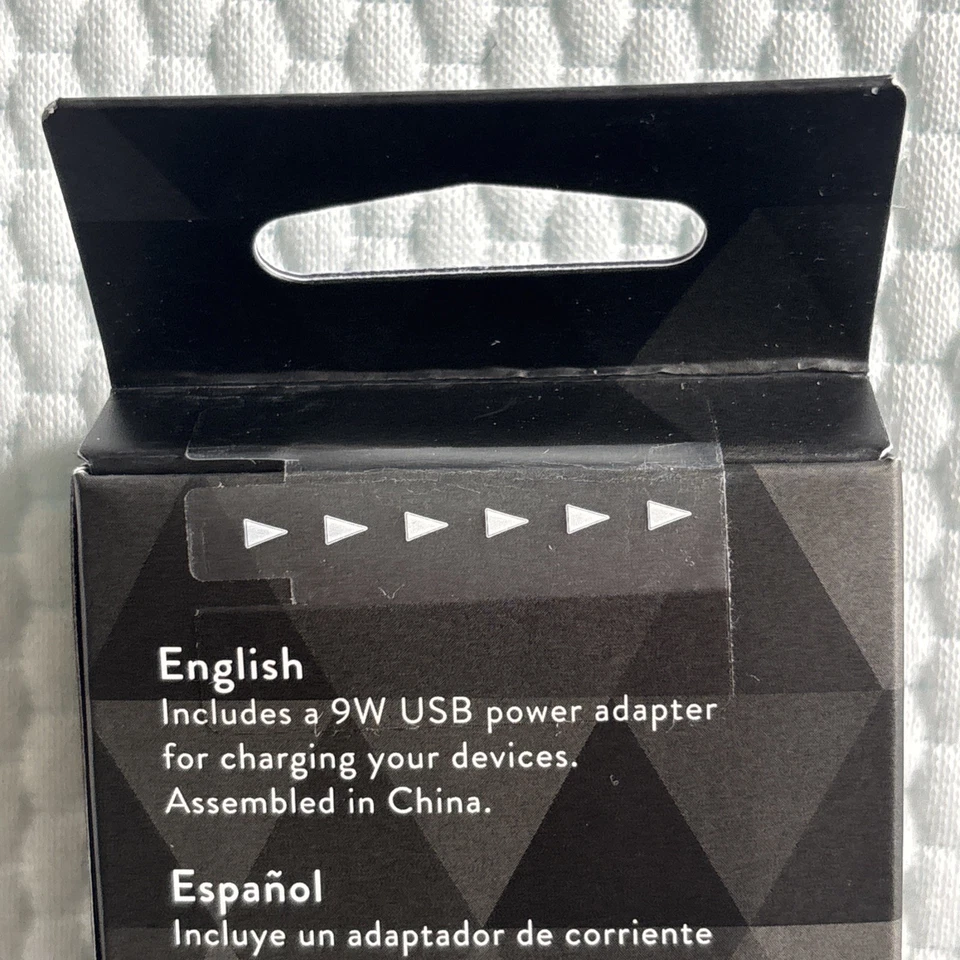 English
Includes a 9W USB power adapter
for charging your devices.
Assembled in China.
Español
Incluye un adaptador de corriente